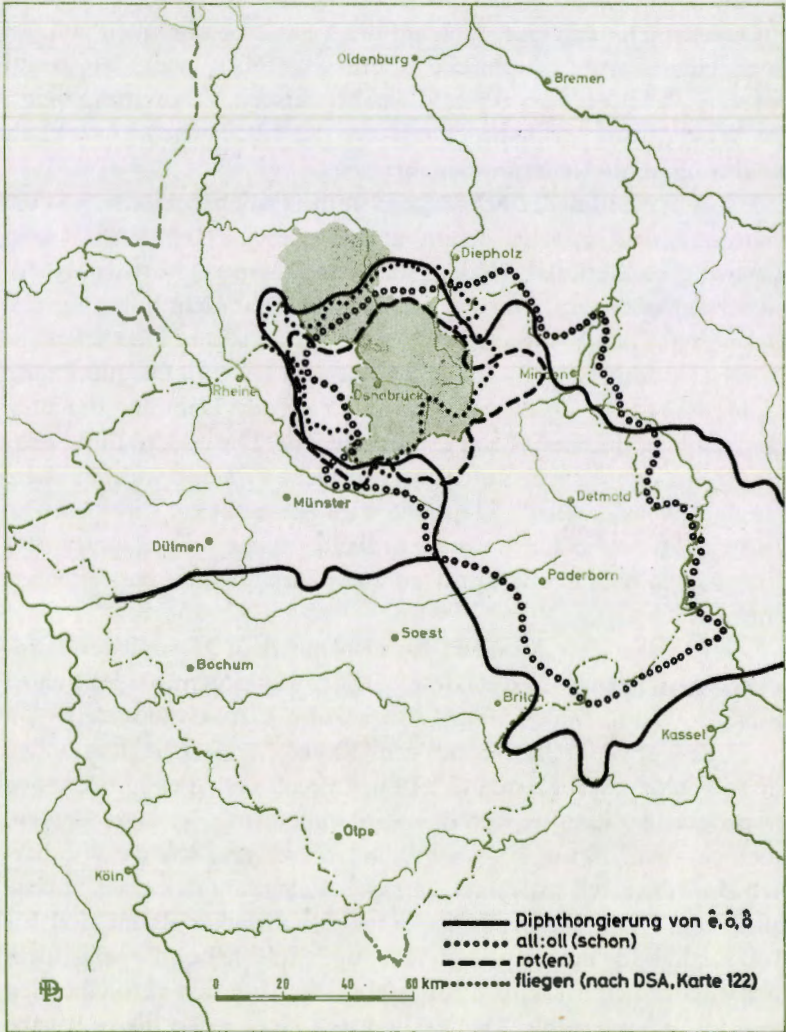 Oldenburg
Bremen
Diepholz
Rheine
Minden
Osnabrück
Münster
Detmold
Dülmen
Paderborn
Soest
Bochum
Brilon
Kassel
Olpe
Köln
Diphthongierung von ê, ô, ö̂
all:oll (schon)
rot(en)
0 20 40 60 km
fliegen (nach DSA, Karte 122)